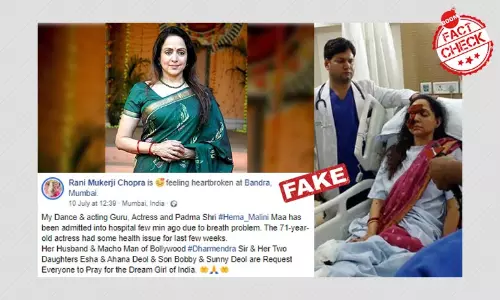 BOOM
FACT
CHECK
Rani Mukerji Chopra is 🥰 feeling heartbroken at Bandra,
Mumbai.
10 July at 12:39 · Mumbai, India ·
FAKE
My Dance & acting Guru, Actress and Padma Shri #Hema_Malini Maa has
been admitted into hospital few min ago due to breath problem. The 71-year-
old actress had some health issue for last few weeks.
Her Husband & Macho Man of Bollywood #Dharmendra Sir & Her Two
Daughters Esha & Ahana Deol & Son Bobby & Sunny Deol are Request
Everyone to Pray for the Dream Girl of India. 🤗🙏🤗